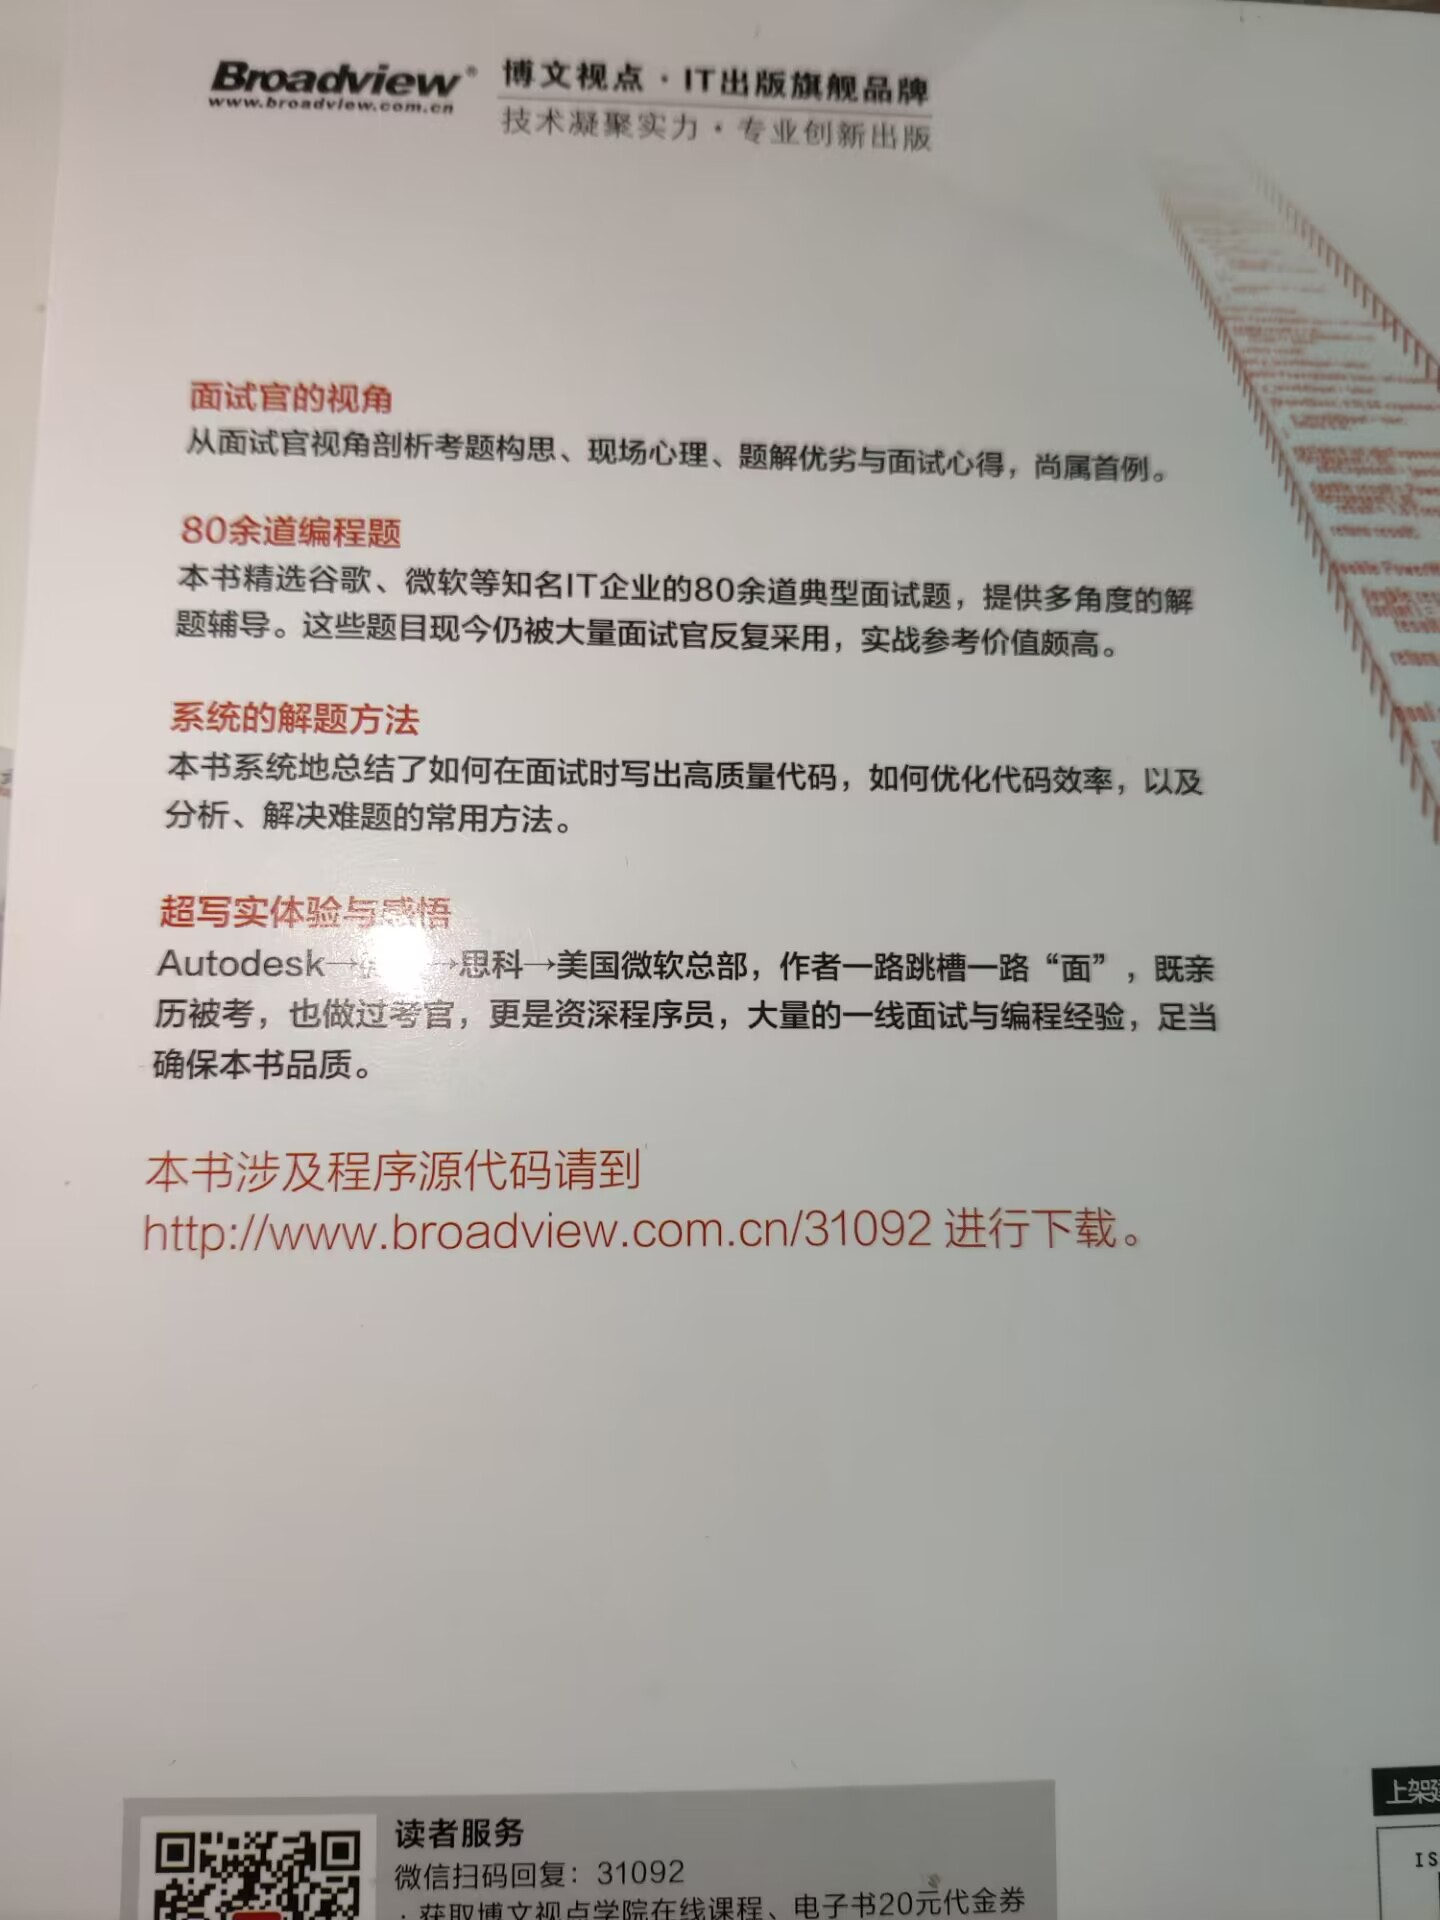 Broadview®
www.broadview.com.cn
博文视点·IT出版旗舰品牌
技术凝聚实力·专业创新出版
面试官的视角
从面试官视角剖析考题构思、现场心理、题解优劣与面试心得，尚属首例。
80余道编程题
本书精选谷歌、微软等知名IT企业的80余道典型面试题，提供多角度的解
题辅导。这些题目现今仍被大量面试官反复采用，实战参考价值颇高。
系统的解题方法
本书系统地总结了如何在面试时写出高质量代码，如何优化代码效率，以及
分析、解决难题的常用方法。
超写实体验与感悟
Autodesk→ →思科→美国微软总部，作者一路跳槽一路“面”，既亲
历被考，也做过考官，更是资深程序员，大量的一线面试与编程经验，足当
确保本书品质。
本书涉及程序源代码请到
http://www.broadview.com.cn/31092 进行下载。
读者服务
微信扫码回复：31092
·获取博文视点学院在线课程、电子书20元代金券
上架
IS